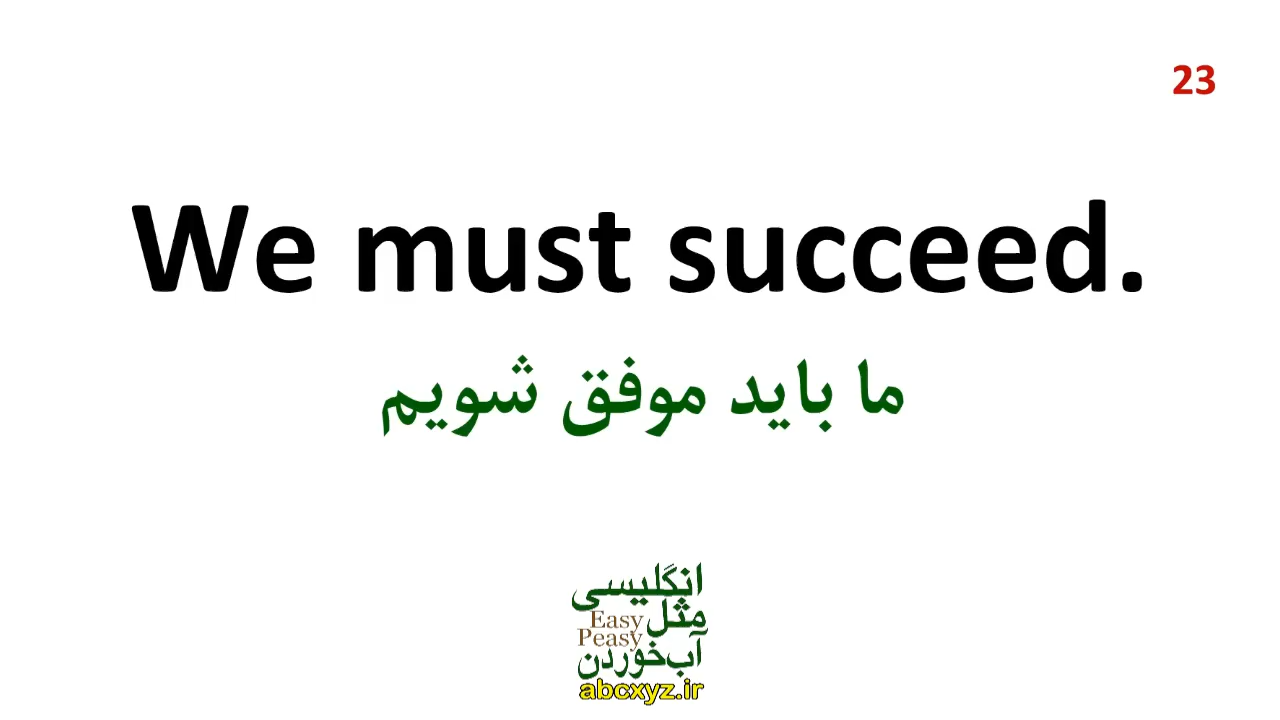 23
We must succeed.
ما باید موفق شویم
انگلیسی
مثل
Easy
Peasy
آب‌خوردن
abcxyz.ir